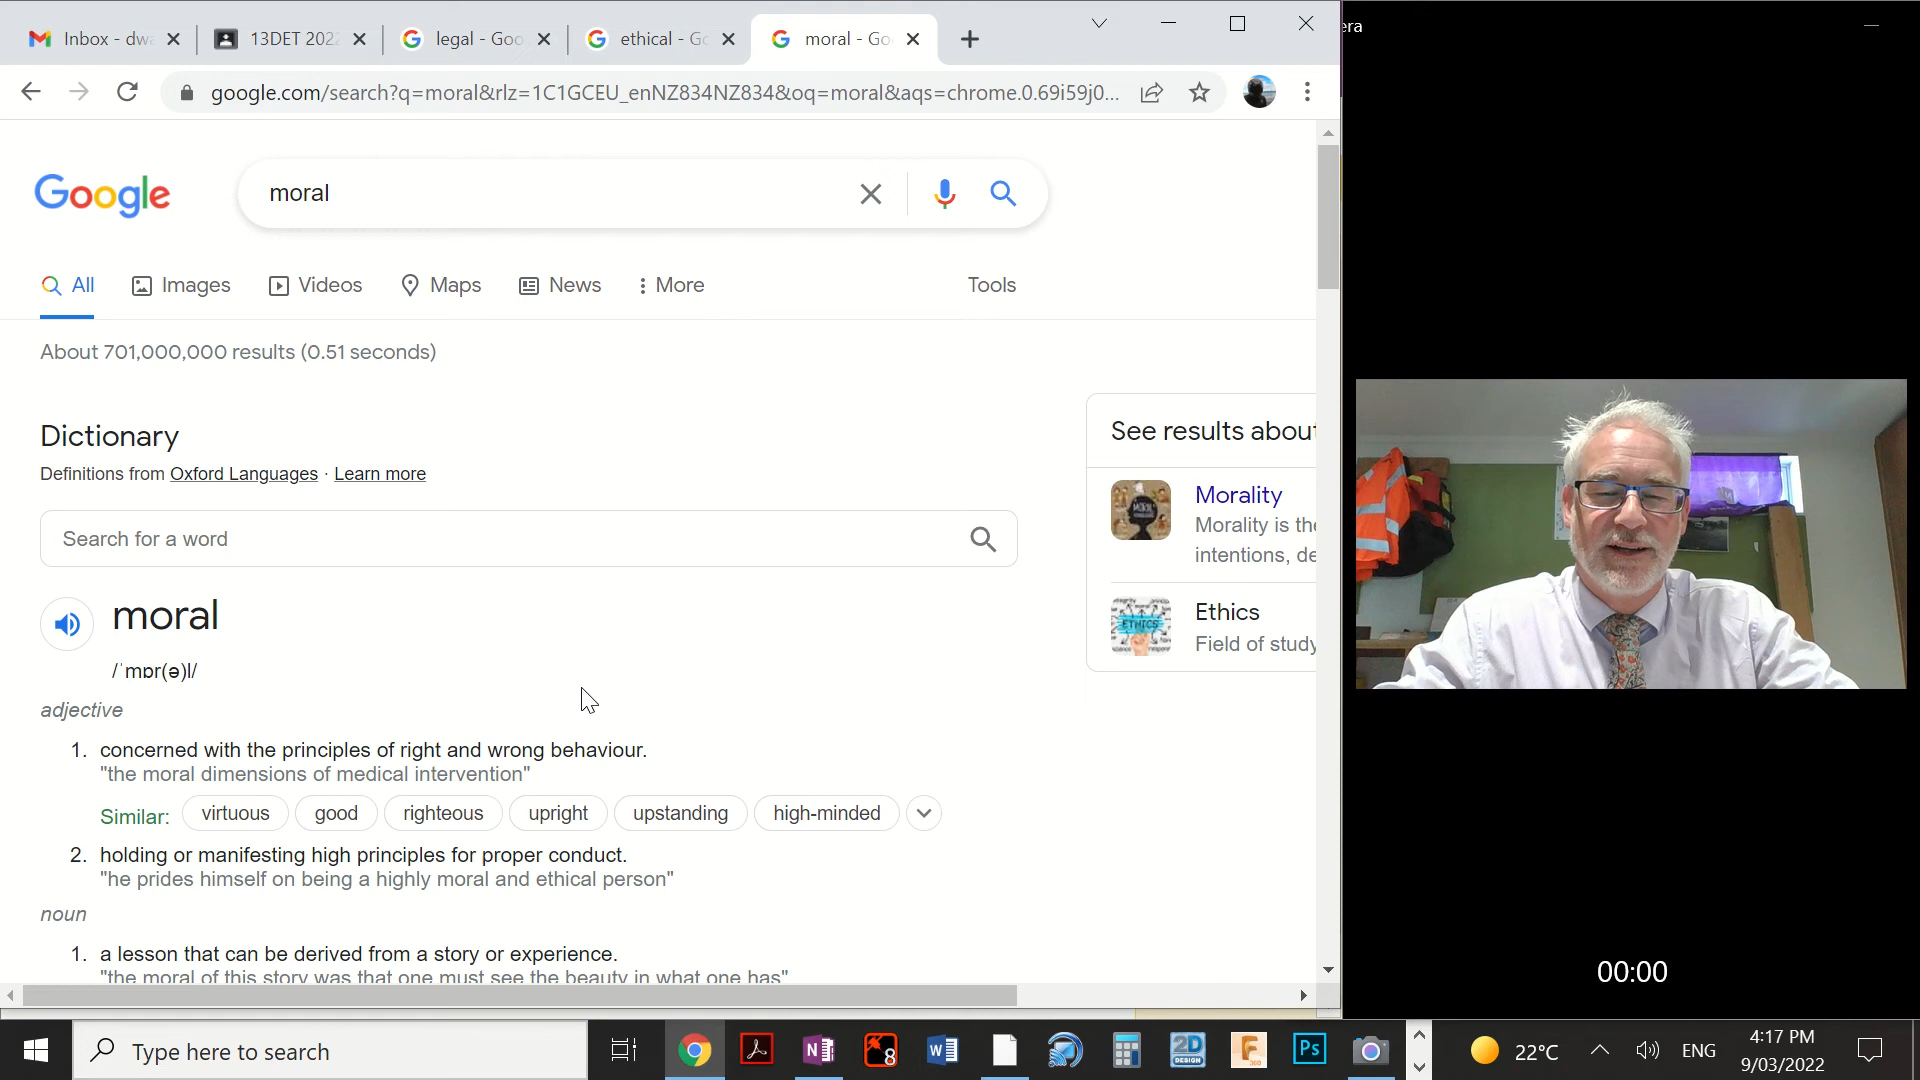 Inbox - dw
13DET 202
legal - Goo
ethical - G
moral - Go
era
google.com/search?q=moral&rlz=1C1GCEU_enNZ834NZ834&oq=moral&aqs=chrome.0.69i59j0...
Google
moral
All
Images
Videos
Maps
News
More
Tools
About 701,000,000 results (0.51 seconds)
Dictionary
Definitions from Oxford Languages · Learn more
Search for a word
moral
/ˈmɒr(ə)l/
adjective
1. concerned with the principles of right and wrong behaviour.
"the moral dimensions of medical intervention"
Similar: virtuous good righteous upright upstanding high-minded
2. holding or manifesting high principles for proper conduct.
"he prides himself on being a highly moral and ethical person"
noun
1. a lesson that can be derived from a story or experience.
"the moral of this story was that one must see the beauty in what one has"
See results about
Morality
Morality is the
intentions, de
ETHICS
Ethics
Field of study
00:00
Type here to search
N
8
W
2D
DESIGN
F
Ps
22°C
ENG
4:17 PM
9/03/2022